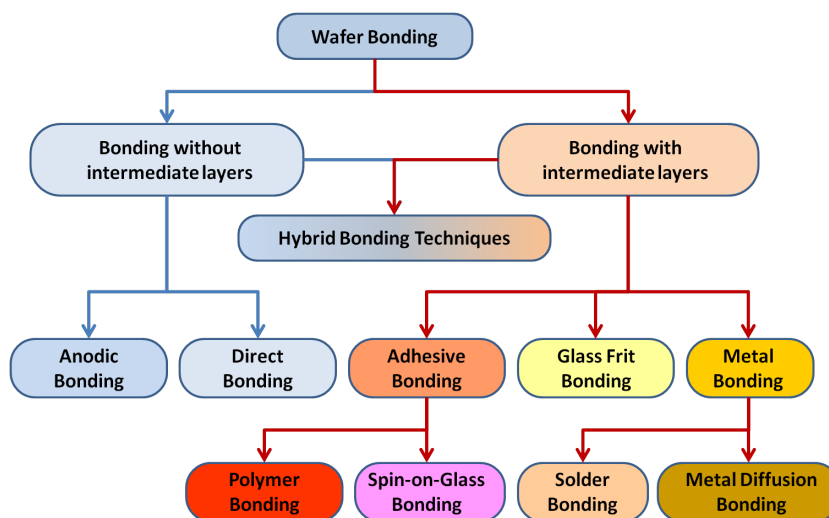 Wafer Bonding
Bonding without
intermediate layers
Bonding with
intermediate layers
Hybrid Bonding Techniques
Anodic
Bonding
Direct
Bonding
Adhesive
Bonding
Glass Frit
Bonding
Metal
Bonding
Polymer
Bonding
Spin-on-Glass
Bonding
Solder
Bonding
Metal Diffusion
Bonding